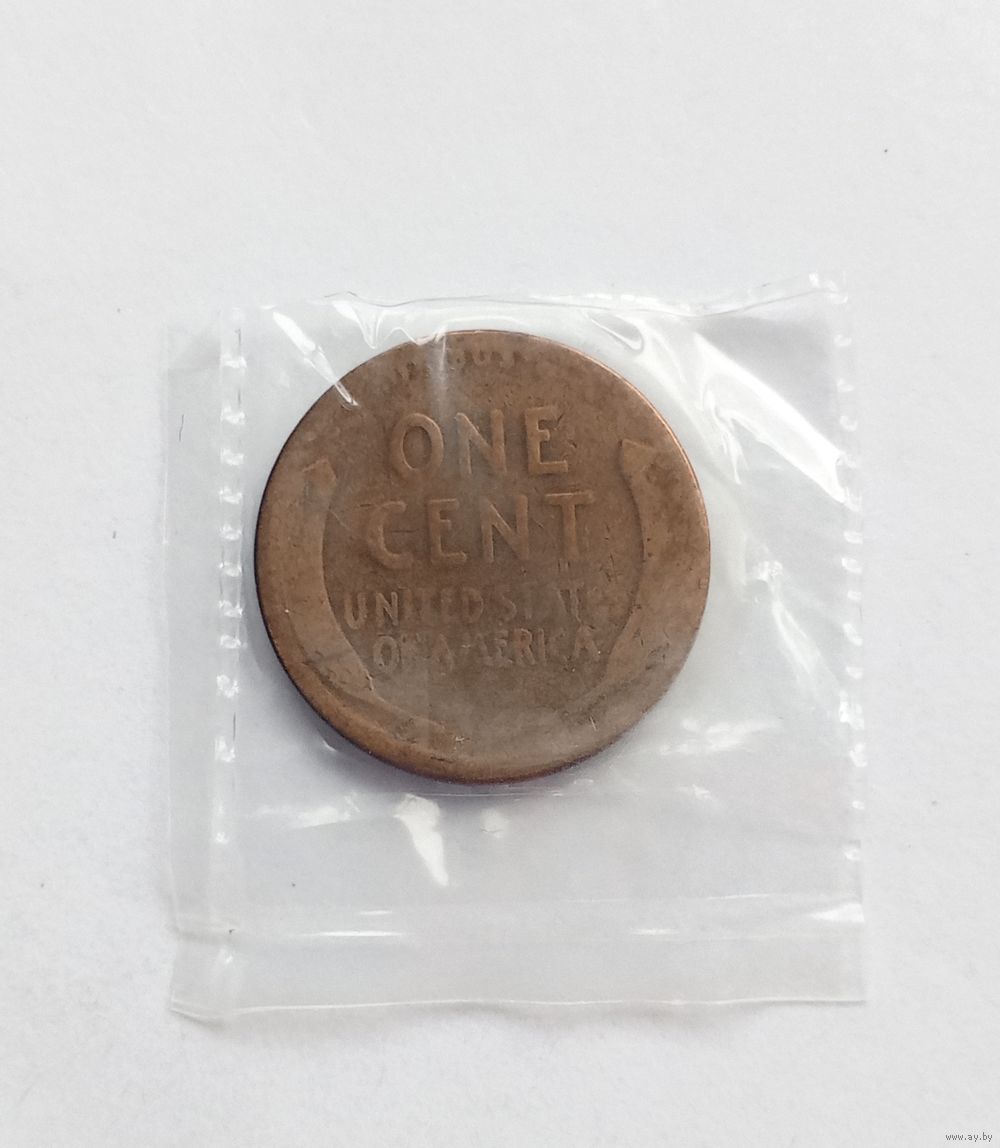 ONE
CENT
UNITED STATES
OF AMERICA
www.ay.by